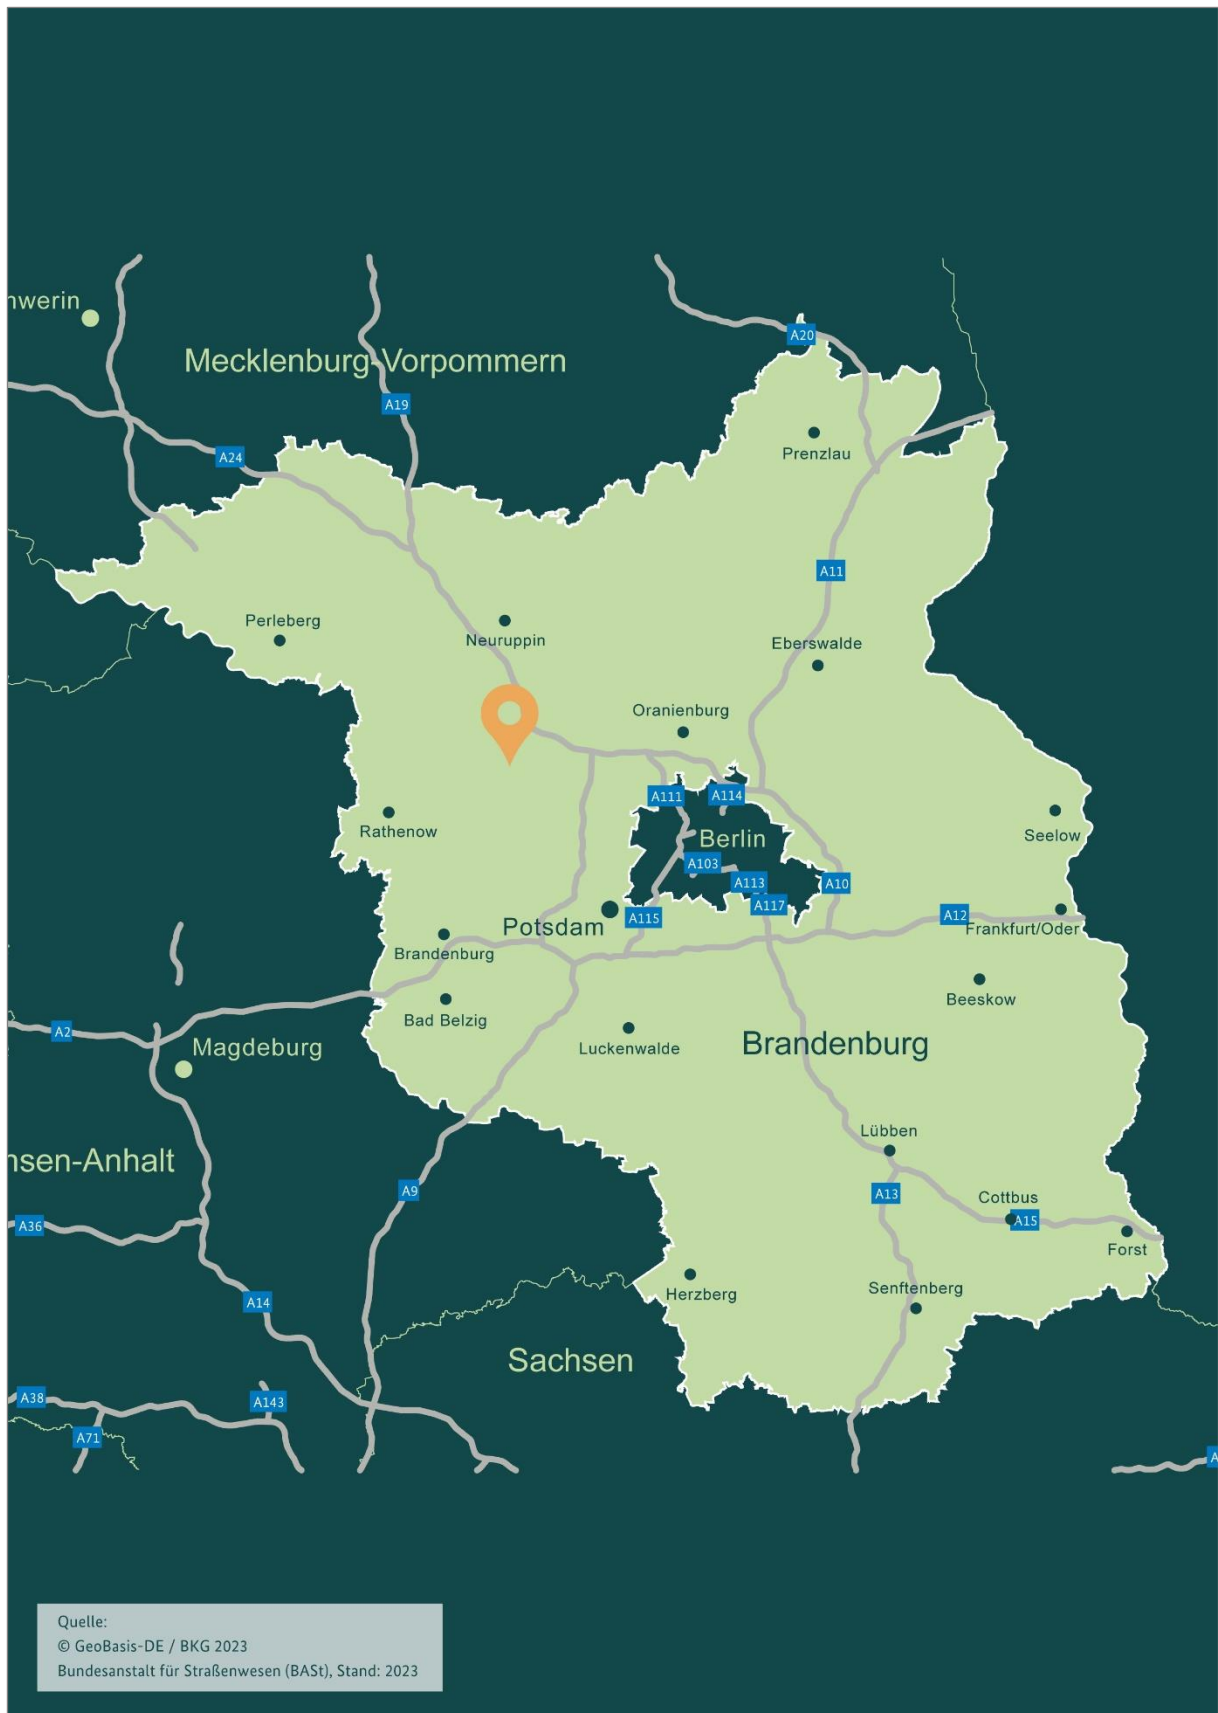 nwerin
A20
Mecklenburg-Vorpommern
A19
Prenzlau
A24
A11
Perleberg
Neuruppin
Eberswalde
Oranienburg
A111
A114
Rathenow
Berlin
Seelow
A103
A113
A10
A117
A115
A12
Potsdam
Frankfurt/Oder
Brandenburg
Beeskow
Bad Belzig
A2
Magdeburg
Luckenwalde
Brandenburg
Lübben
nsen-Anhalt
A9
A13
Cottbus
A15
A36
Forst
Herzberg
Senftenberg
A14
Sachsen
A38
A143
A71
A
Quelle:
© GeoBasis-DE / BKG 2023
Bundesanstalt für Straßenwesen (BASt), Stand: 2023